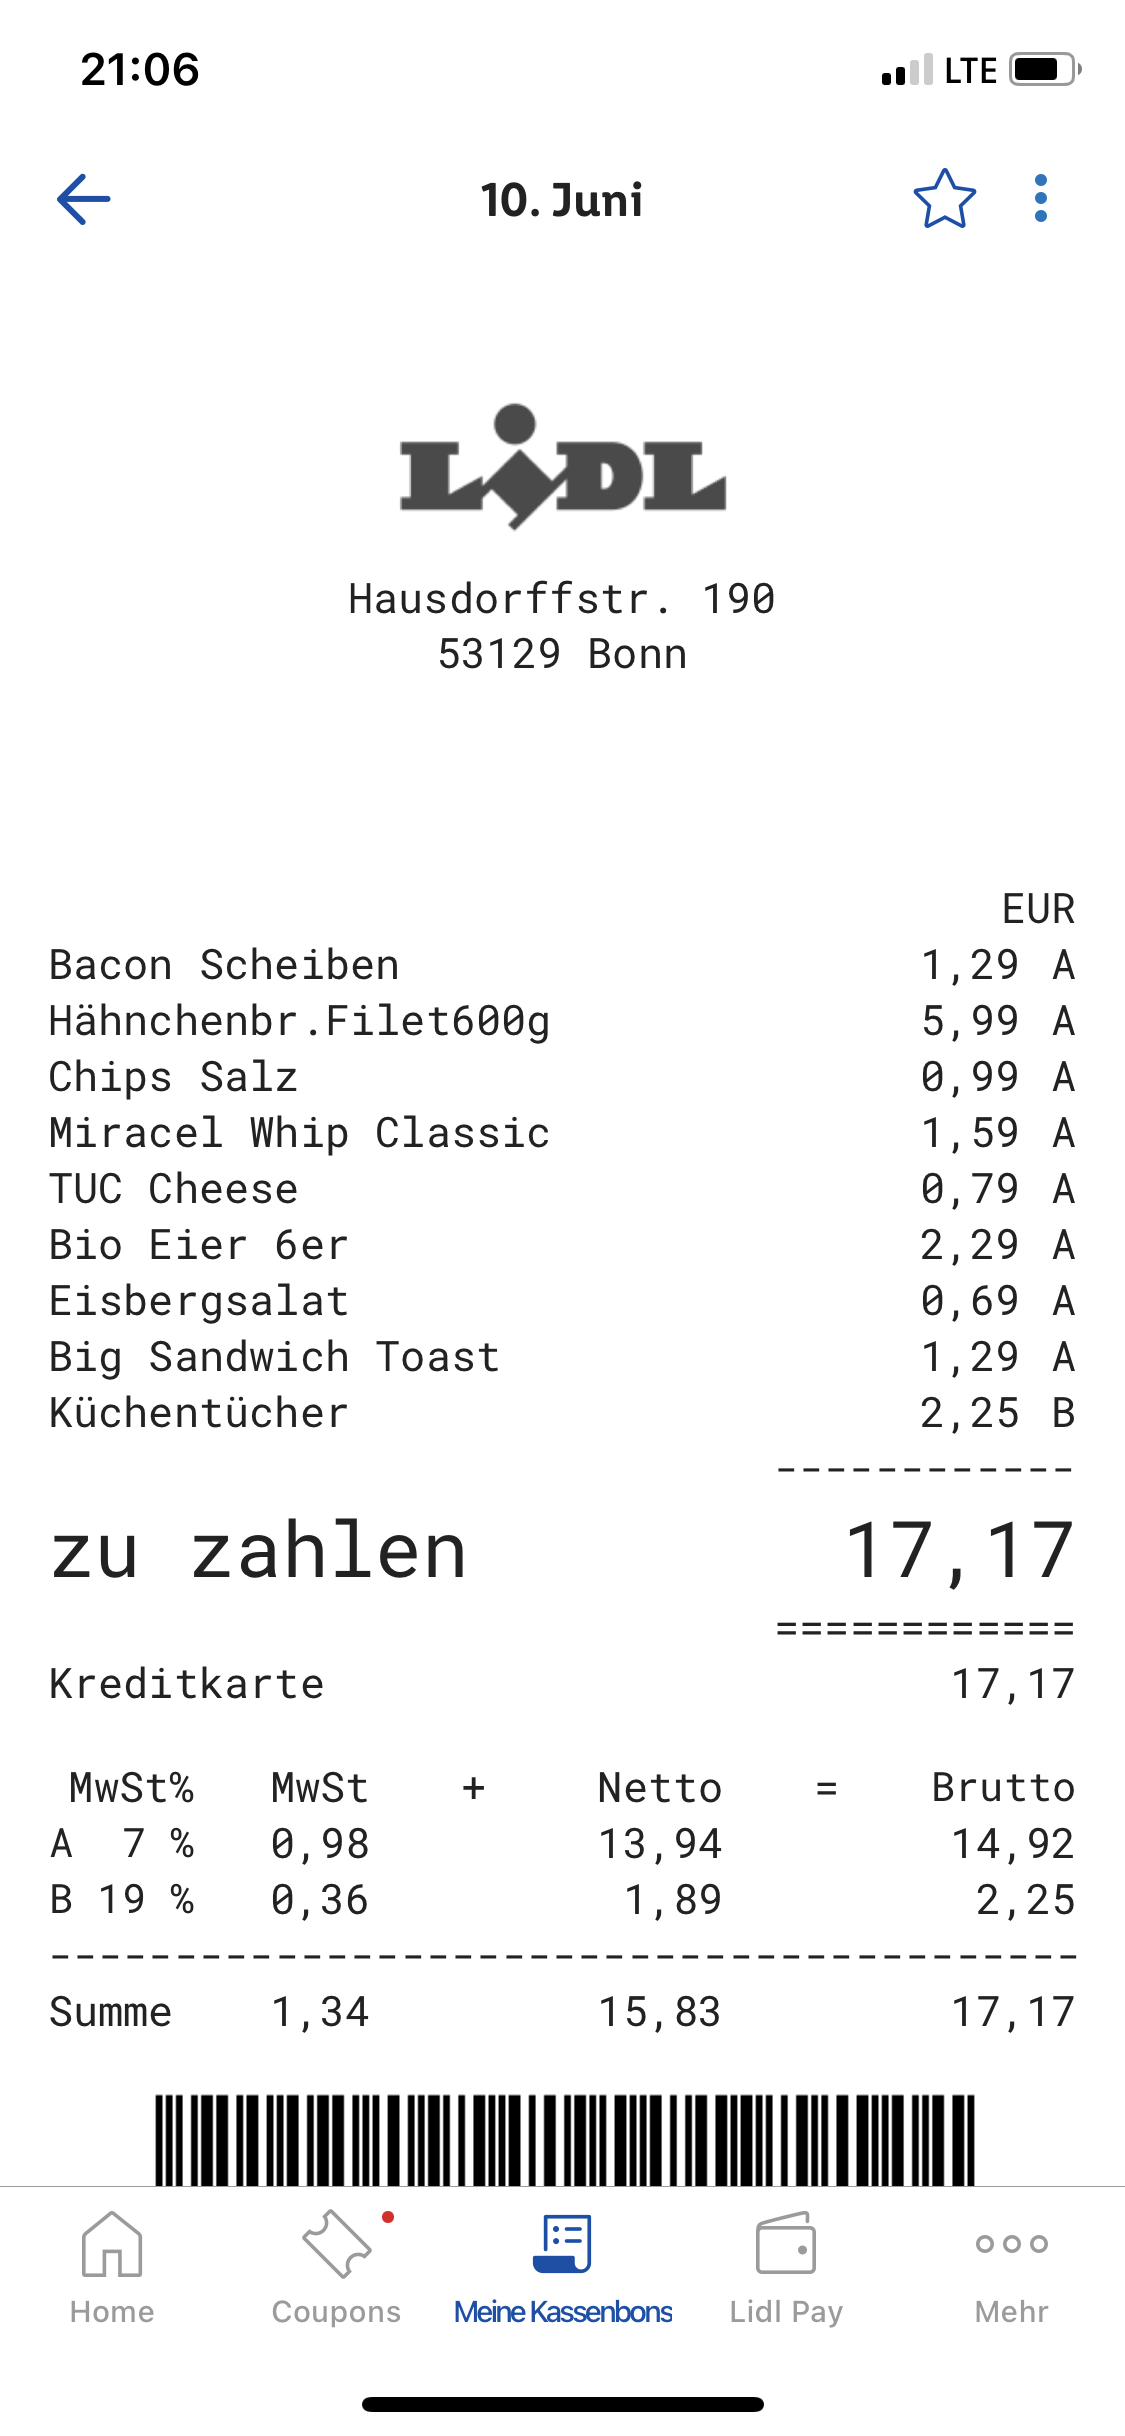 21:06
LTE
10. Juni
LIDL
Hausdorffstr. 190
53129 Bonn
EUR
Bacon Scheiben 1,29 A
Hähnchenbr.Filet600g 5,99 A
Chips Salz 0,99 A
Miracel Whip Classic 1,59 A
TUC Cheese 0,79 A
Bio Eier 6er 2,29 A
Eisbergsalat 0,69 A
Big Sandwich Toast 1,29 A
Küchentücher 2,25 B
------------
zu zahlen 17,17
============
Kreditkarte 17,17
MwSt% MwSt + Netto = Brutto
A 7 % 0,98 13,94 14,92
B 19 % 0,36 1,89 2,25
-----------------------------------------
Summe 1,34 15,83 17,17
Home Coupons Meine Kassenbons Lidl Pay Mehr